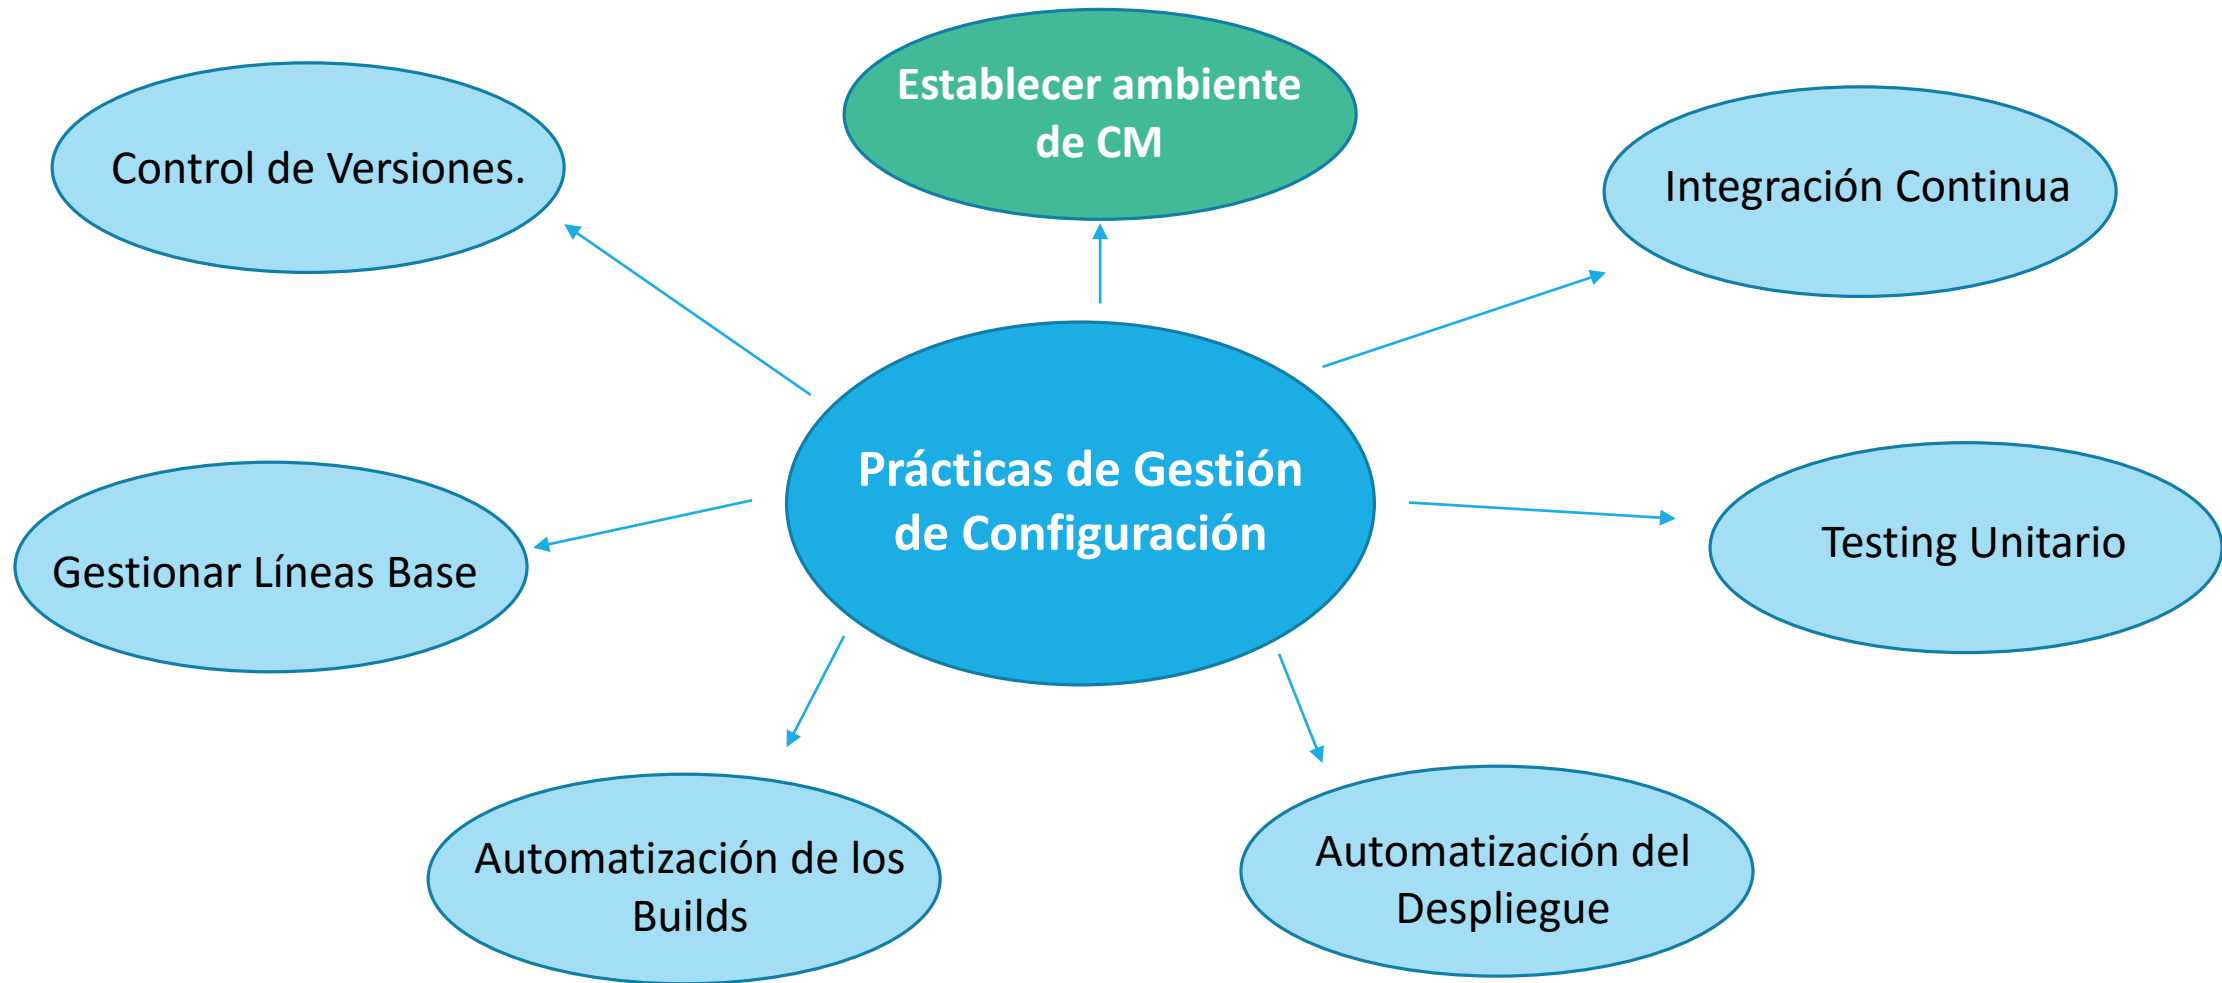 Establecer ambiente
de CM
Control de Versiones.
Integración Continua
Prácticas de Gestión
de Configuración
Gestionar Líneas Base
Testing Unitario
Automatización de los
Builds
Automatización del
Despliegue